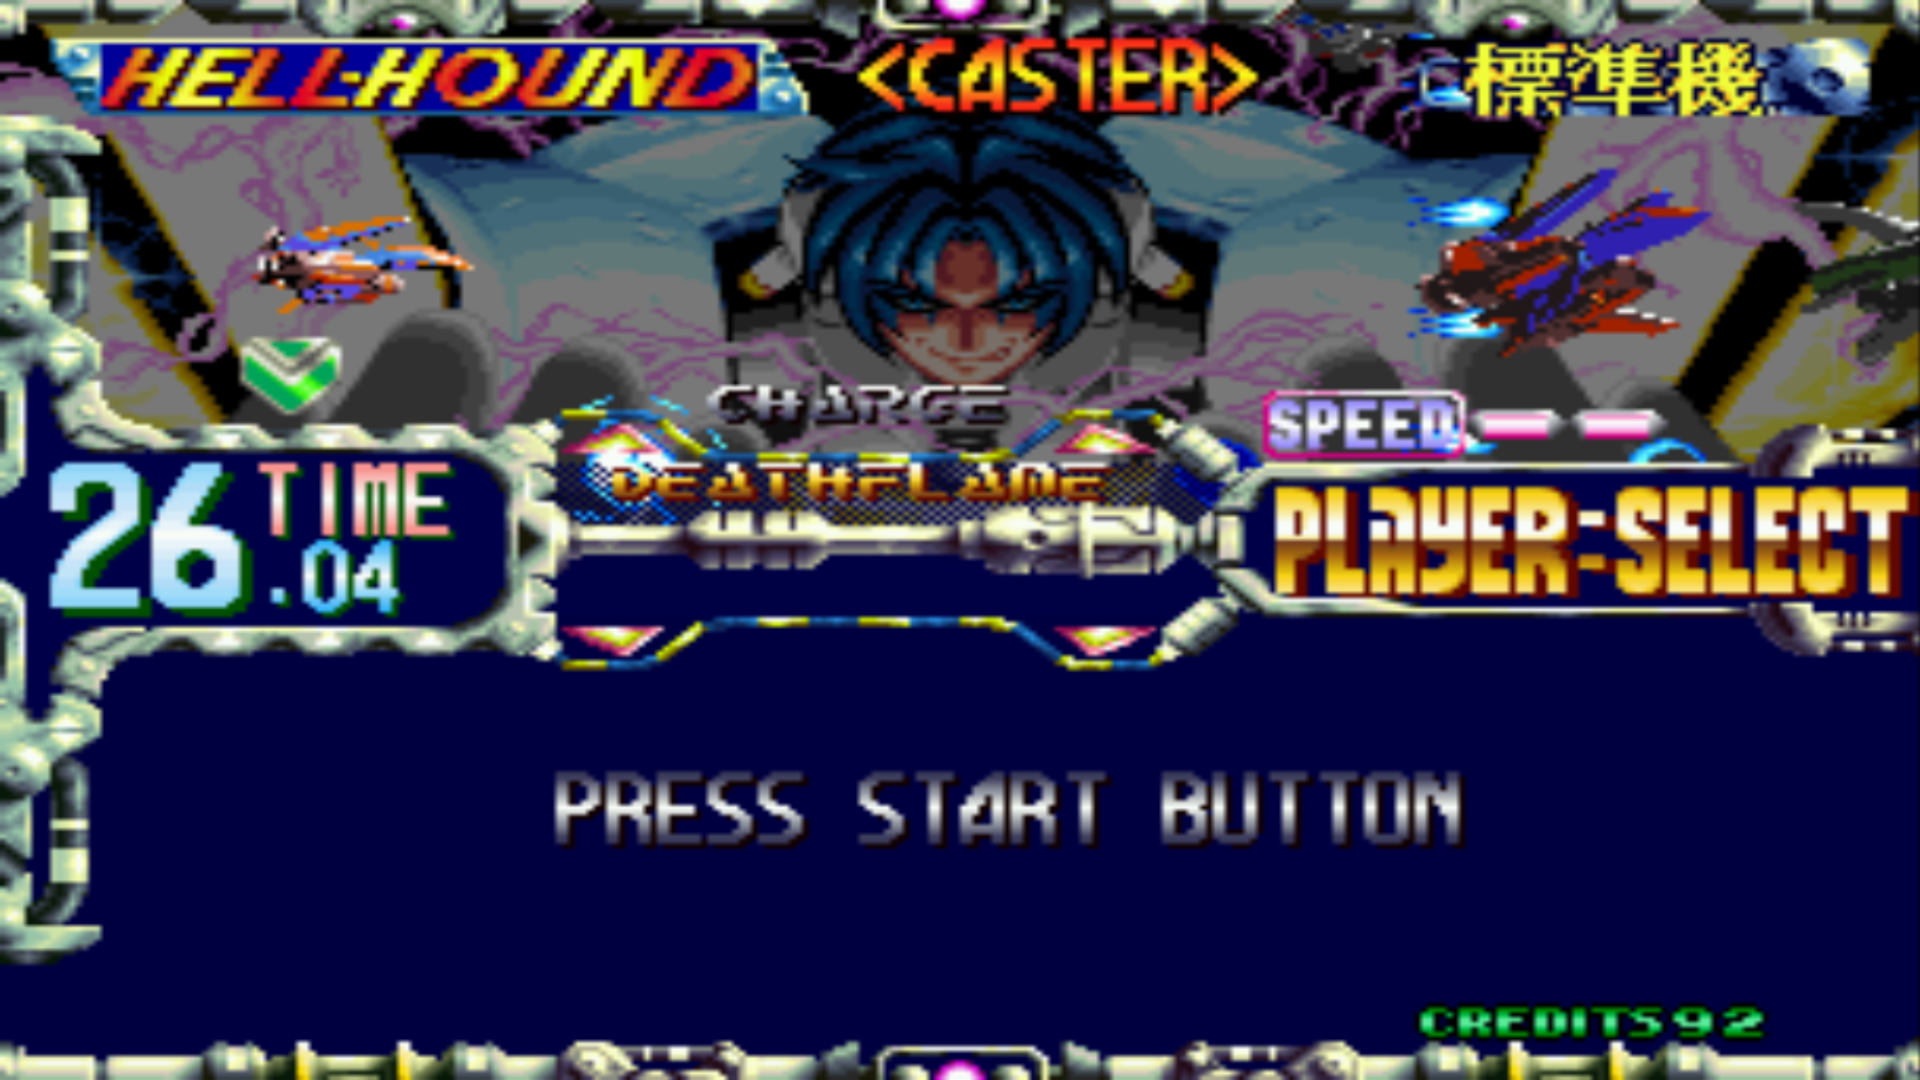 HELL-HOUND <CASTER> 標準機
CHARGE
SPEED
DEATHFLAME
26.04 TIME
PLAYER-SELECT
PRESS START BUTTON
CREDITS 92